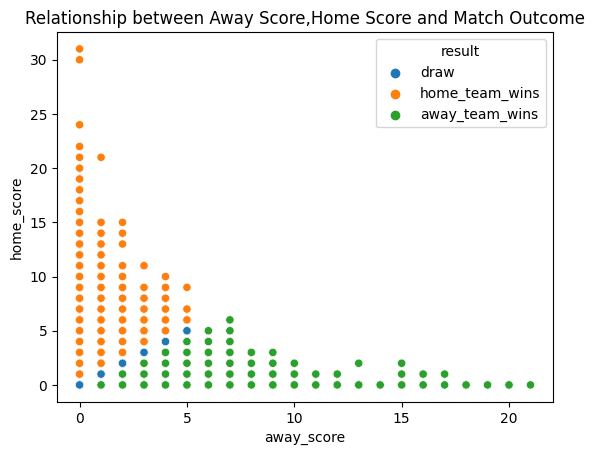 Relationship between Away Score,Home Score and Match Outcome
result
draw
home_team_wins
away_team_wins
home_score
30
25
20
15
10
5
0
0 5 10 15 20
away_score